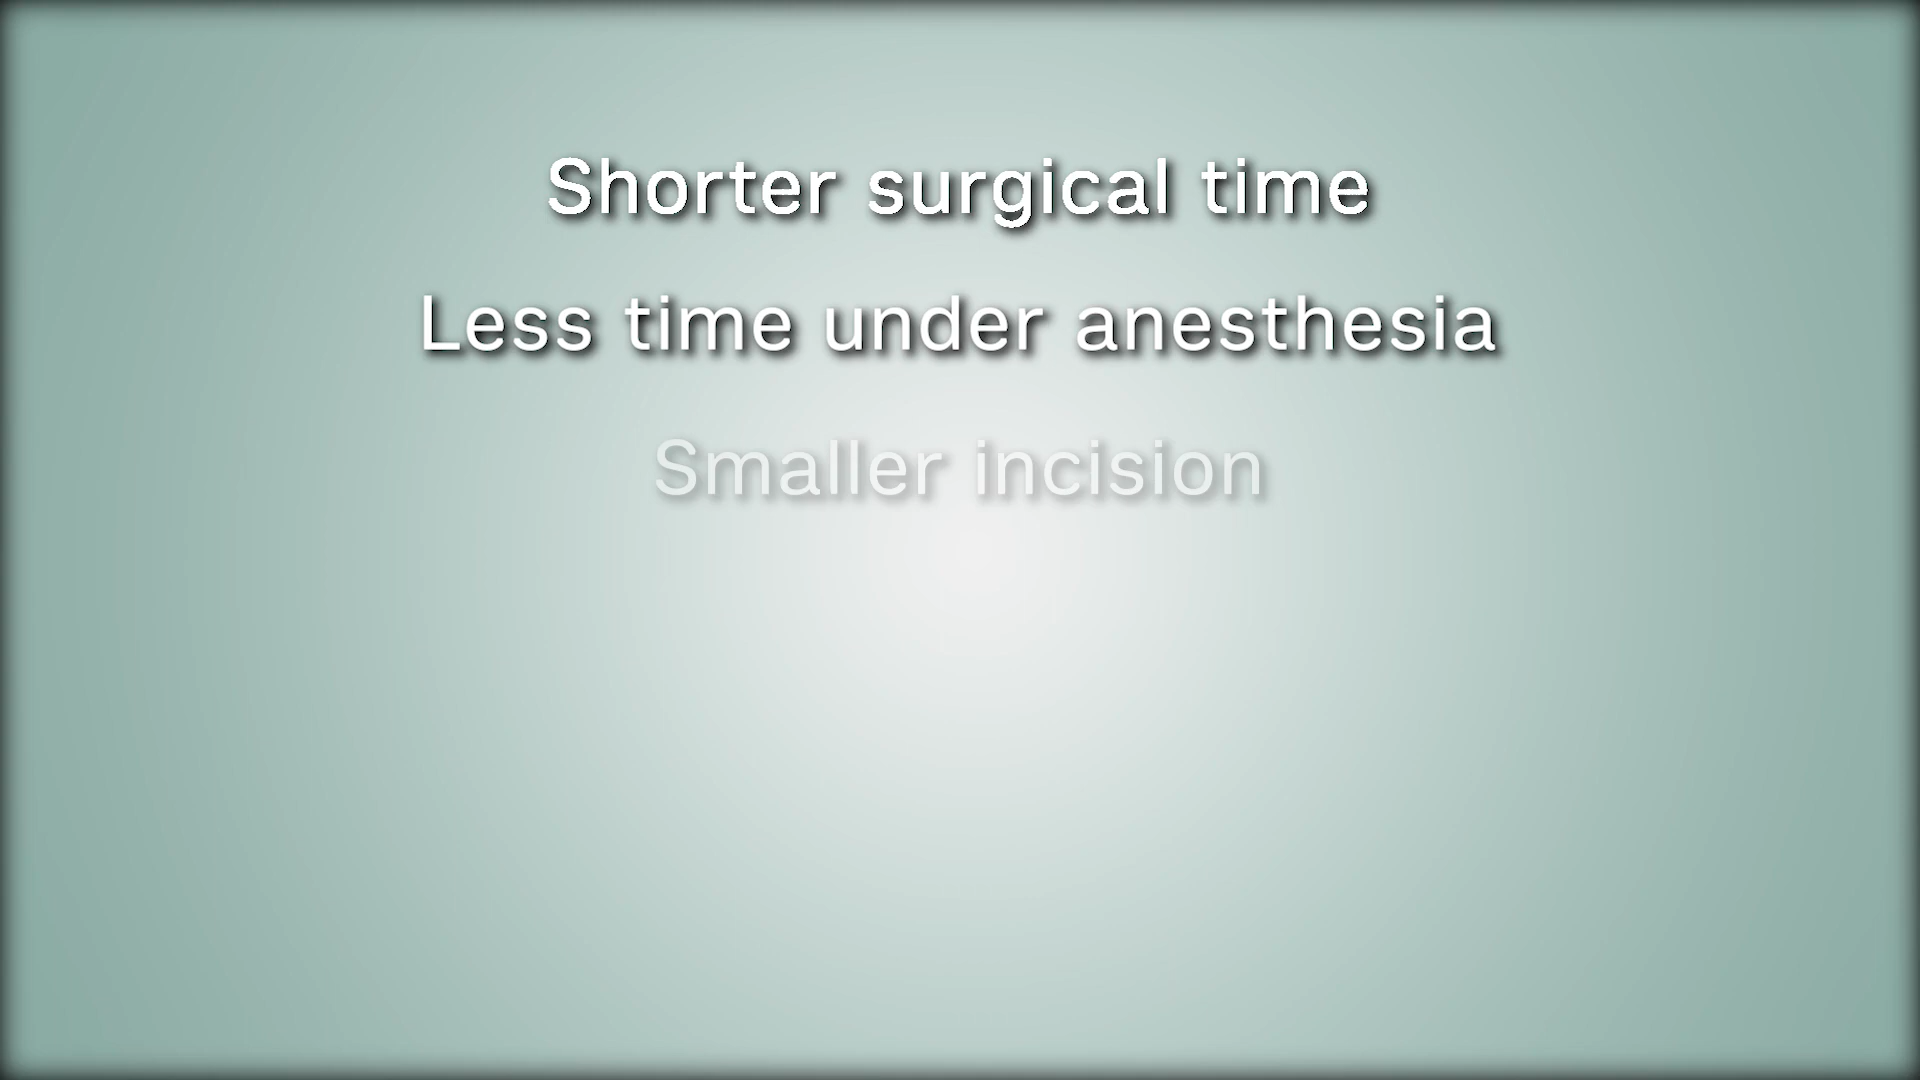 Shorter surgical time
Less time under anesthesia
Smaller incision